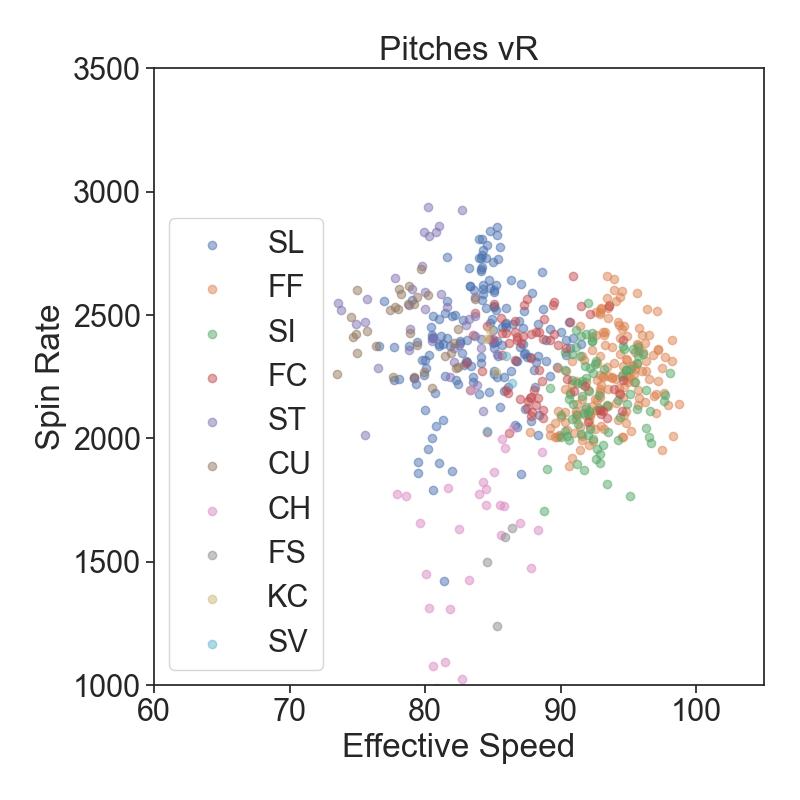 Pitches vR
3500
3000
2500
2000
1500
1000
Spin Rate
SL
FF
SI
FC
ST
CU
CH
FS
KC
SV
60 70 80 90 100
Effective Speed